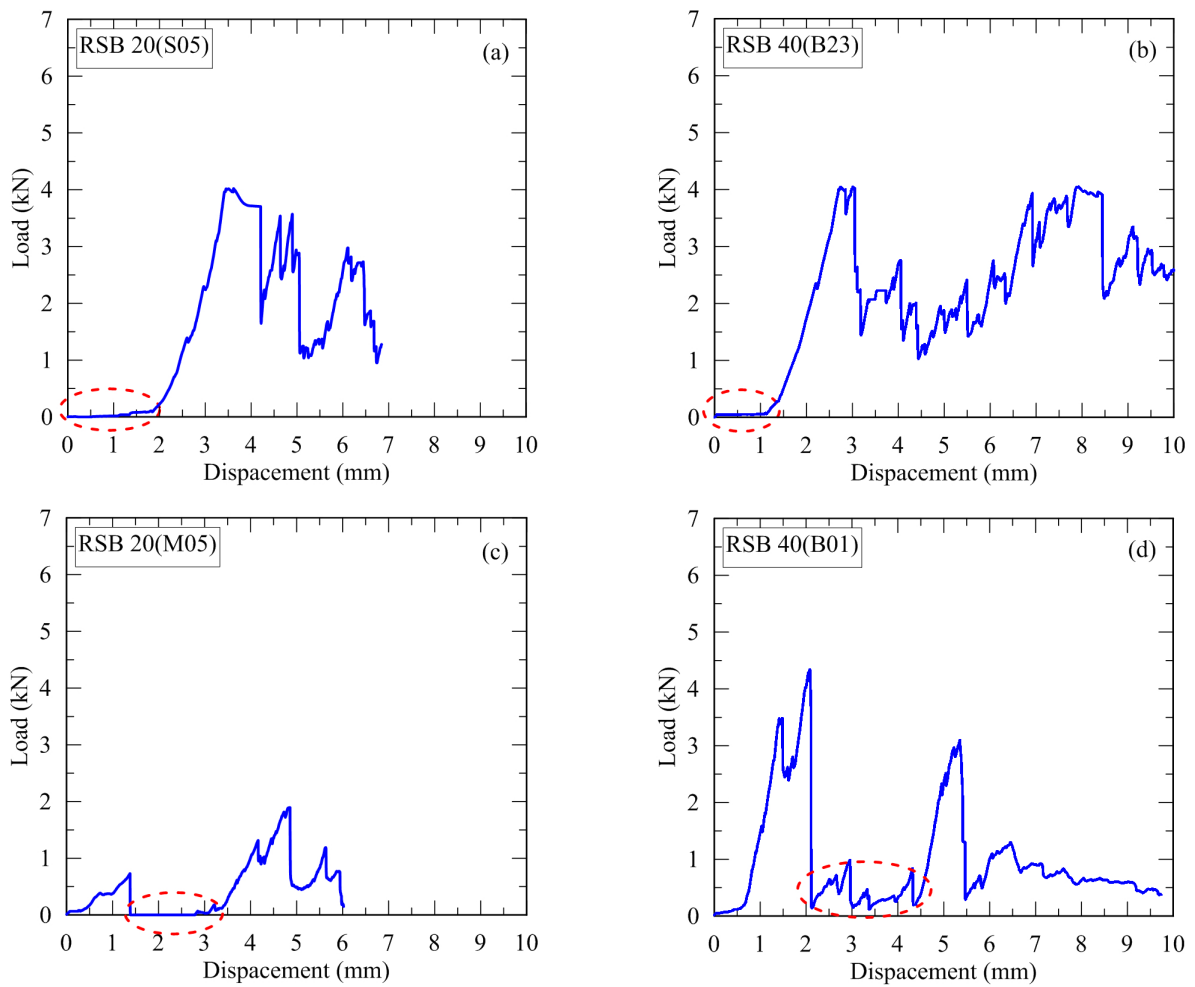 RSB 20(S05)
(a)
7
6
5
4
3
2
1
0
Load (kN)
0 1 2 3 4 5 6 7 8 9 10
Dispacement (mm)
RSB 40(B23)
(b)
7
6
5
4
3
2
1
0
Load (kN)
0 1 2 3 4 5 6 7 8 9 10
Dispacement (mm)
RSB 20(M05)
(c)
7
6
5
4
3
2
1
0
Load (kN)
0 1 2 3 4 5 6 7 8 9 10
Dispacement (mm)
RSB 40(B01)
(d)
7
6
5
4
3
2
1
0
Load (kN)
0 1 2 3 4 5 6 7 8 9 10
Dispacement (mm)